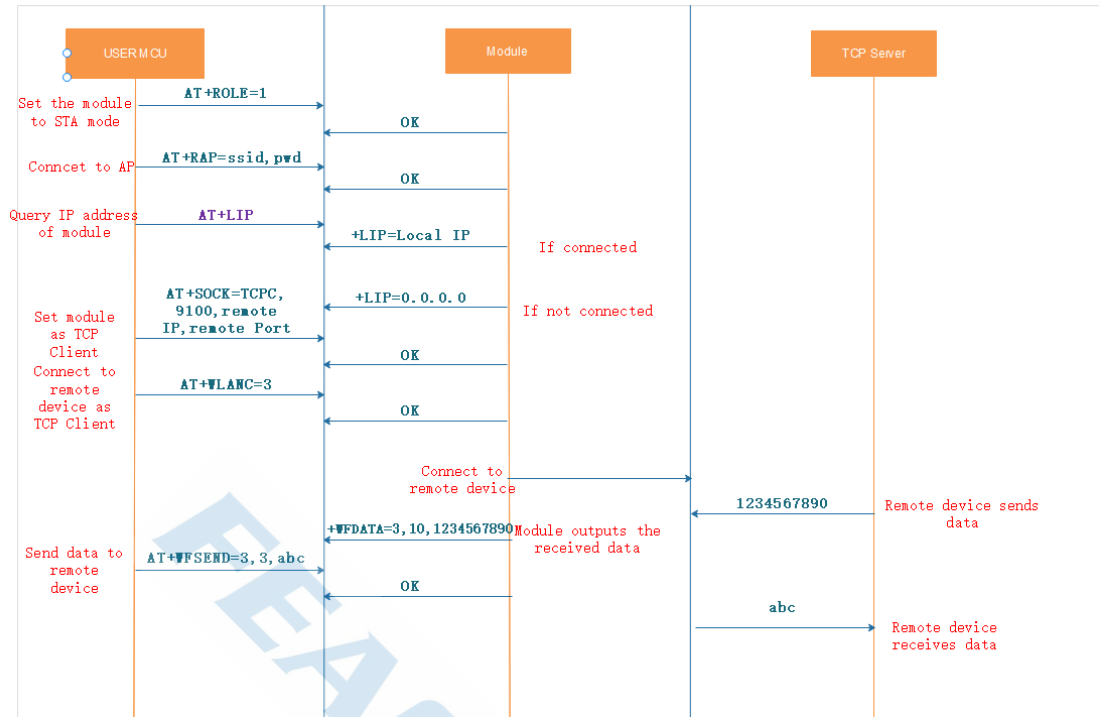 USER MCU
Module
TCP Server
AT+ROLE=1
Set the module
to STA mode
OK
AT+RAP=ssid,pwd
Conncet to AP
OK
Query IP address
of module
AT+LIP
+LIP=Local IP
If connected
AT+SOCK=TCPC,
9100,remote
IP,remote Port
+LIP=0.0.0.0
If not connected
Set module
as TCP
Client
OK
Connect to
remote
device as
TCP Client
AT+WLANC=3
OK
Connect to
remote device
1234567890
Remote device sends
data
+WFDATA=3,10,1234567890
Module outputs the
received data
Send data to
remote
device
AT+WFSEND=3,3,abc
OK
abc
Remote device
receives data